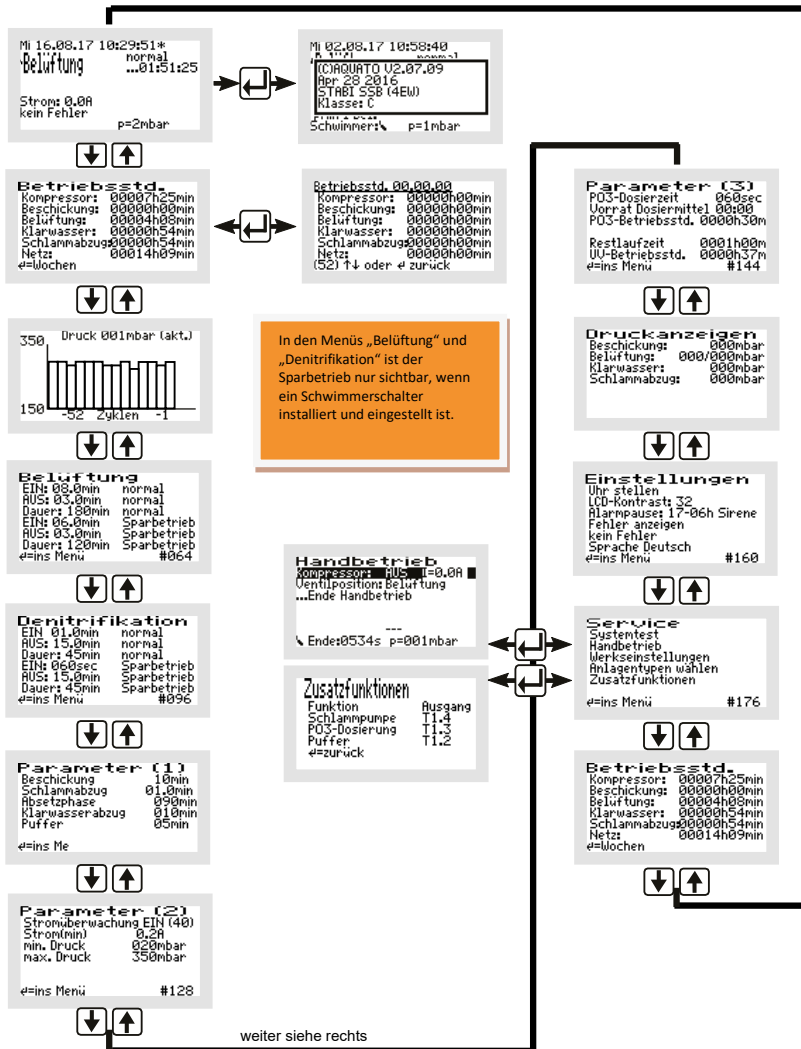 Mi 16.08.17 10:29:51*
Belüftung normal
...01:51:25
Strom: 0.0A
kein Fehler
p=2mbar
Mi 02.08.17 10:58:40
(C)AQUATO V2.07.09
Apr 28 2016
STABI SSB (4EW)
Klasse: C
Schwimmer: p=1mbar
Betriebsstd.
Kompressor: 00007h25min
Beschickung: 00000h00min
Belüftung: 00004h08min
Klarwasser: 00000h54min
Schlammabzug:00000h54min
Netz: 00014h09min
↵=Wochen
Betriebsstd. 00.00.00
Kompressor: 00000h00min
Beschickung: 00000h00min
Belüftung: 00000h00min
Klarwasser: 00000h00min
Schlammabzug:00000h00min
Netz: 00000h00min
(52) ↑↓ oder ↵ zurück
350 Druck 001mbar (akt.)
150 -52 Zyklen -1
In den Menüs „Belüftung“ und
„Denitrifikation“ ist der
Sparbetrieb nur sichtbar, wenn
ein Schwimmerschalter
installiert und eingestellt ist.
Belüftung
EIN: 08.0min normal
AUS: 03.0min normal
Dauer: 180min normal
EIN: 06.0min Sparbetrieb
AUS: 03.0min Sparbetrieb
Dauer: 120min Sparbetrieb
↵=ins Menü #064
Denitrifikation
EIN 01.0min normal
AUS: 15.0min normal
Dauer: 45min normal
EIN: 060sec Sparbetrieb
AUS: 15.0min Sparbetrieb
Dauer: 45min Sparbetrieb
↵=ins Menü #096
Parameter (1)
Beschickung 10min
Schlammabzug 01.0min
Absetzphase 090min
Klarwasserabzug 010min
Puffer 05min
↵=ins Me
Parameter (2)
Stromüberwachung EIN (40)
Strom(min) 0.2A
min. Druck 020mbar
max. Druck 350mbar
↵=ins Menü #128
weiter siehe rechts
Handbetrieb
Kompressor: AUS I=0.0A
Ventilposition:Belüftung
...Ende Handbetrieb
---
Ende:0534s p=001mbar
Zusatzfunktionen
Funktion Ausgang
Schlammpumpe T1.4
PO3-Dosierung T1.3
Puffer T1.2
↵=zurück
Parameter (3)
PO3-Dosierzeit 060sec
Vorrat Dosiermittel 00:00
PO3-Betriebsstd. 0000h30m
Restlaufzeit 0001h00m
UV-Betriebsstd. 0000h37m
↵=ins Menü #144
Druckanzeigen
Beschickung: 000mbar
Belüftung: 000/000mbar
Klarwasser: 000mbar
Schlammabzug: 000mbar
Einstellungen
Uhr stellen
LCD-Kontrast: 32
Alarmpause: 17-06h Sirene
Fehler anzeigen
kein Fehler
Sprache Deutsch
↵=ins Menü #160
Service
Systemtest
Handbetrieb
Werkseinstellungen
Anlagentypen wählen
Zusatzfunktionen
↵=ins Menü #176
Betriebsstd.
Kompressor: 00007h25min
Beschickung: 00000h00min
Belüftung: 00004h08min
Klarwasser: 00000h54min
Schlammabzug:00000h54min
Netz: 00014h09min
↵=Wochen